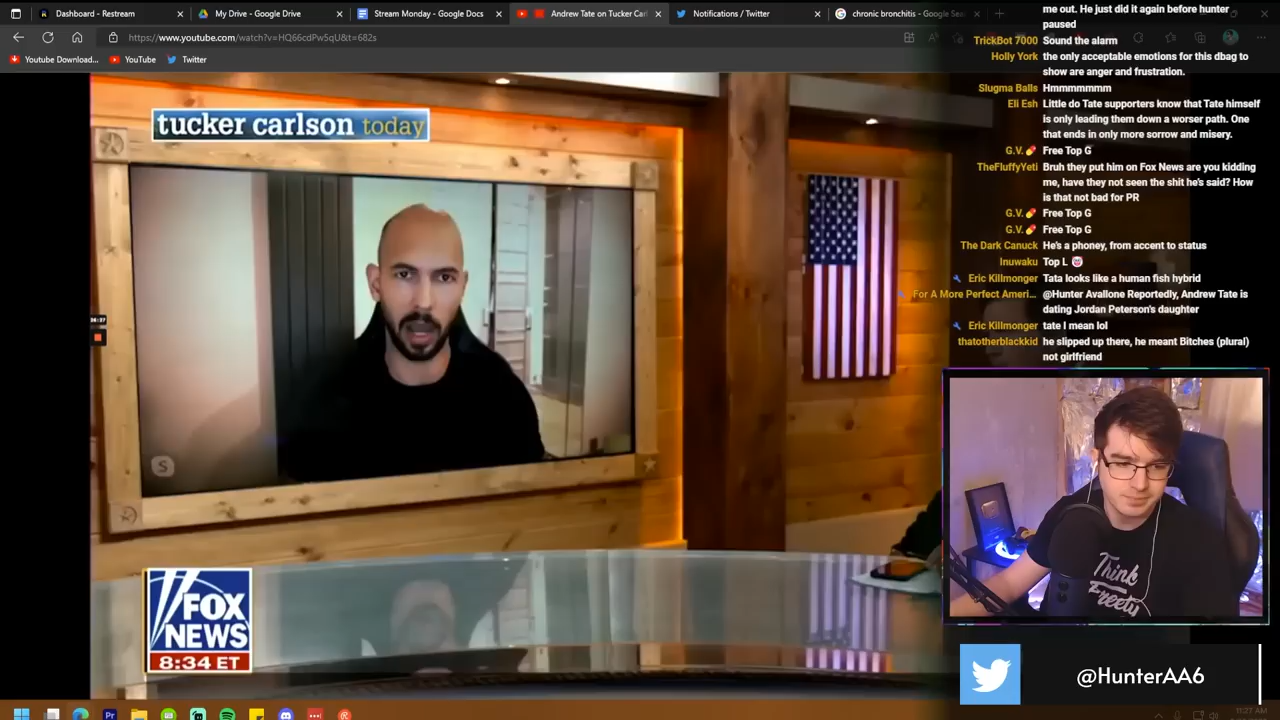 Dashboard - Restream
My Drive - Google Drive
Stream Monday - Google Docs
Andrew Tate on Tucker Carl
Notifications / Twitter
chronic bronchitis - Google Sea
https://www.youtube.com/watch?v=HQ66cdPw5qU&t=682s
Youtube Download...
YouTube
Twitter
me out. He just did it again before hunter
paused
TrickBot 7000 Sound the alarm
Holly York the only acceptable emotions for this dbag to
show are anger and frustration.
Slugma Balls Hmmmmmmm
Eli Esh Little do Tate supporters know that Tate himself
is only leading them down a worser path. One
that ends in only more sorrow and misery.
G.V. Free Top G
TheFluffyYeti Bruh they put him on Fox News are you kidding
me, have they not seen the shit he's said? How
is that not bad for PR
G.V. Free Top G
G.V. Free Top G
The Dark Canuck He's a phoney, from accent to status
Inuwaku Top L
Eric Killmonger Tata looks like a human fish hybrid
For A More Perfect Ameri... @Hunter Avallone Reportedly, Andrew Tate is
dating Jordan Peterson's daughter
Eric Killmonger tate I mean lol
thatotherblackkid he slipped up there, he meant Bitches (plural)
not girlfriend
tucker carlson today
FOX
NEWS
8:34 ET
Think
Freely
@HunterAA6
11:27 AM